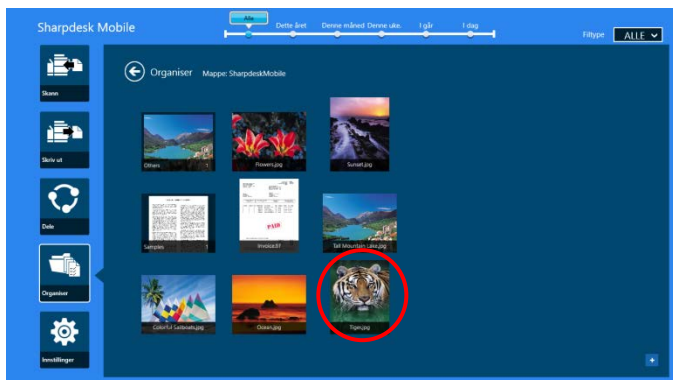 Sharpdesk Mobile
Alle
Dette året
Denne måned
Denne uke.
I går
I dag
Filtype
ALLE
Skann
Organiser
Mappe: SharpdeskMobile
Skriv ut
Others 1
Flowers.jpg
Sunset.jpg
Dele
PAID
Samples
Invoice.tif
Tall Mountain Lake.jpg
Organiser
Colorful Sailboats.jpg
Ocean.jpg
Tiger.jpg
Innstillinger